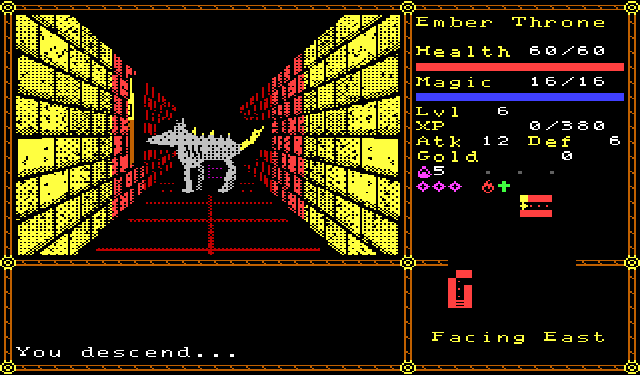 Ember Throne
Health 60/60
Magic 16/16
Lvl 6
XP 0/380
Atk 12 Def 6
Gold 0
5
Facing East
You descend...